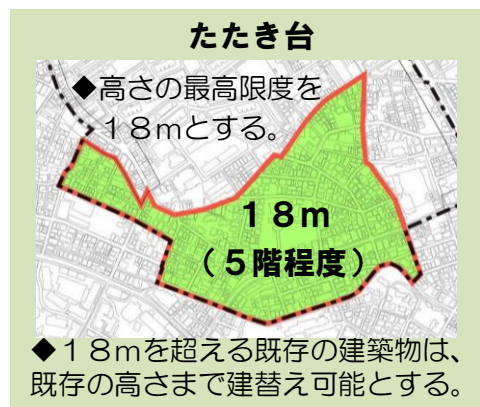 たたき台
◆高さの最高限度を
１８ｍとする。
１８ｍ
（５階程度）
◆１８ｍを超える既存の建築物は、
既存の高さまで建替え可能とする。